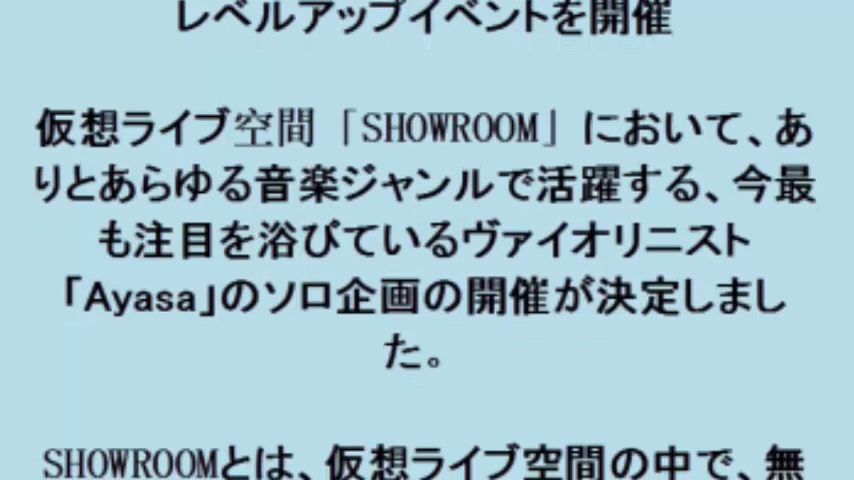 レベルアップイベントを開催
仮想ライブ空間「SHOWROOM」において、あ
りとあらゆる音楽ジャンルで活躍する、今最
も注目を浴びているヴァイオリニスト
「Ayasa」のソロ企画の開催が決定しまし
た。
SHOWROOMとは、仮想ライブ空間の中で、無